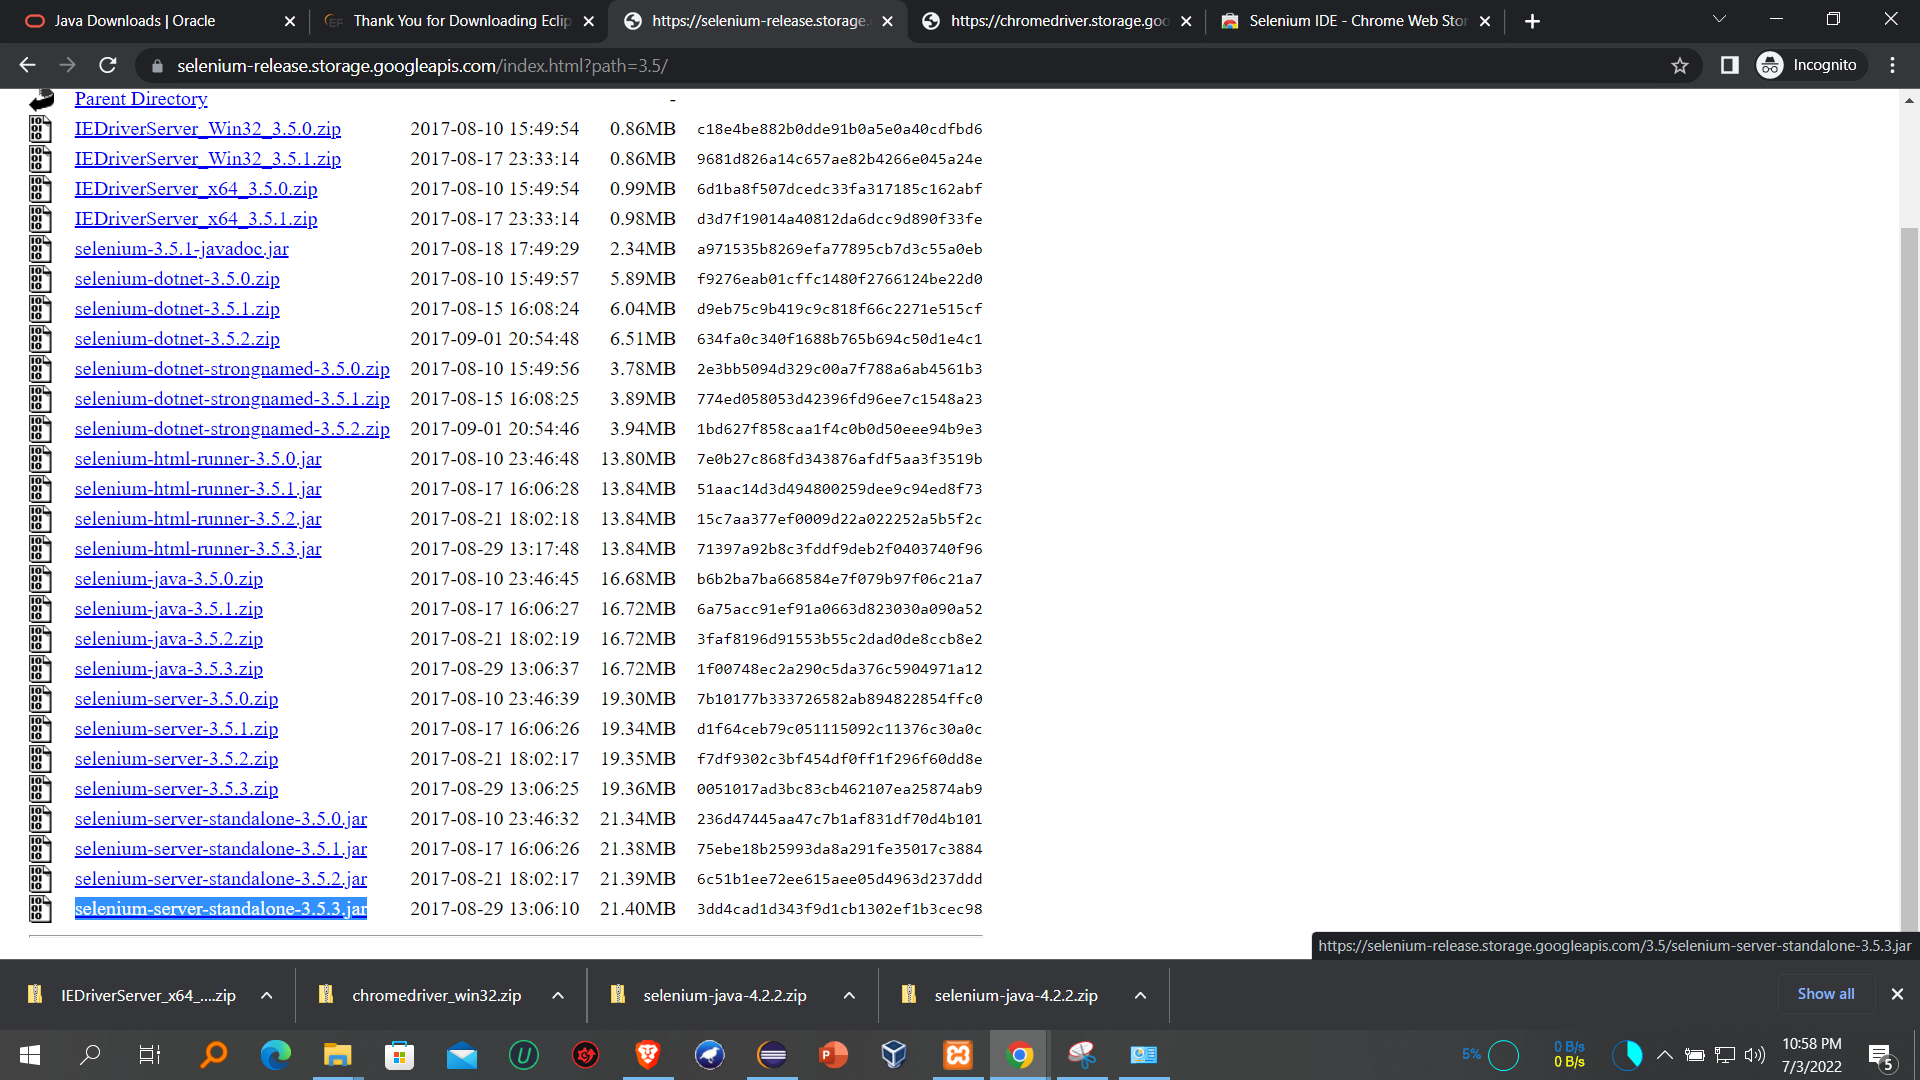 Java Downloads | Oracle
Thank You for Downloading Eclip
https://selenium-release.storage.
https://chromedriver.storage.goo
Selenium IDE - Chrome Web Stor
selenium-release.storage.googleapis.com/index.html?path=3.5/
Incognito
Parent Directory -
IEDriverServer_Win32_3.5.0.zip 2017-08-10 15:49:54 0.86MB c18e4be882b0dde91b0a5e0a40cdfbd6
IEDriverServer_Win32_3.5.1.zip 2017-08-17 23:33:14 0.86MB 9681d826a14c657ae82b4266e045a24e
IEDriverServer_x64_3.5.0.zip 2017-08-10 15:49:54 0.99MB 6d1ba8f507dcedc33fa317185c162abf
IEDriverServer_x64_3.5.1.zip 2017-08-17 23:33:14 0.98MB d3d7f19014a40812da6dcc9d890f33fe
selenium-3.5.1-javadoc.jar 2017-08-18 17:49:29 2.34MB a971535b8269efa77895cb7d3c55a0eb
selenium-dotnet-3.5.0.zip 2017-08-10 15:49:57 5.89MB f9276eab01cffc1480f2766124be22d0
selenium-dotnet-3.5.1.zip 2017-08-15 16:08:24 6.04MB d9eb75c9b419c9c818f66c2271e515cf
selenium-dotnet-3.5.2.zip 2017-09-01 20:54:48 6.51MB 634fa0c340f1688b765b694c50d1e4c1
selenium-dotnet-strongnamed-3.5.0.zip 2017-08-10 15:49:56 3.78MB 2e3bb5094d329c00a7f788a6ab4561b3
selenium-dotnet-strongnamed-3.5.1.zip 2017-08-15 16:08:25 3.89MB 774ed058053d42396fd96ee7c1548a23
selenium-dotnet-strongnamed-3.5.2.zip 2017-09-01 20:54:46 3.94MB 1bd627f858caa1f4c0b0d50eee94b9e3
selenium-html-runner-3.5.0.jar 2017-08-10 23:46:48 13.80MB 7e0b27c868fd343876afdf5aa3f3519b
selenium-html-runner-3.5.1.jar 2017-08-17 16:06:28 13.84MB 51aac14d3d494800259dee9c94ed8f73
selenium-html-runner-3.5.2.jar 2017-08-21 18:02:18 13.84MB 15c7aa377ef0009d22a022252a5b5f2c
selenium-html-runner-3.5.3.jar 2017-08-29 13:17:48 13.84MB 71397a92b8c3fddf9deb2f0403740f96
selenium-java-3.5.0.zip 2017-08-10 23:46:45 16.68MB b6b2ba7ba668584e7f079b97f06c21a7
selenium-java-3.5.1.zip 2017-08-17 16:06:27 16.72MB 6a75acc91ef91a0663d823030a090a52
selenium-java-3.5.2.zip 2017-08-21 18:02:19 16.72MB 3faf8196d91553b55c2dad0de8ccb8e2
selenium-java-3.5.3.zip 2017-08-29 13:06:37 16.72MB 1f00748ec2a290c5da376c5904971a12
selenium-server-3.5.0.zip 2017-08-10 23:46:39 19.30MB 7b10177b333726582ab894822854ffc0
selenium-server-3.5.1.zip 2017-08-17 16:06:26 19.34MB d1f64ceb79c051115092c11376c30a0c
selenium-server-3.5.2.zip 2017-08-21 18:02:17 19.35MB f7df9302c3bf454df0ff1f296f60dd8e
selenium-server-3.5.3.zip 2017-08-29 13:06:25 19.36MB 0051017ad3bc83cb462107ea25874ab9
selenium-server-standalone-3.5.0.jar 2017-08-10 23:46:32 21.34MB 236d47445aa47c7b1af831df70d4b101
selenium-server-standalone-3.5.1.jar 2017-08-17 16:06:26 21.38MB 75ebe18b25993da8a291fe35017c3884
selenium-server-standalone-3.5.2.jar 2017-08-21 18:02:17 21.39MB 6c51b1ee72ee615aee05d4963d237ddd
selenium-server-standalone-3.5.3.jar 2017-08-29 13:06:10 21.40MB 3dd4cad1d343f9d1cb1302ef1b3cec98
https://selenium-release.storage.googleapis.com/3.5/selenium-server-standalone-3.5.3.jar
IEDriverServer_x64_....zip
chromedriver_win32.zip
selenium-java-4.2.2.zip
selenium-java-4.2.2.zip
Show all
5%
0 B/s
0 B/s
10:58 PM
7/3/2022
5